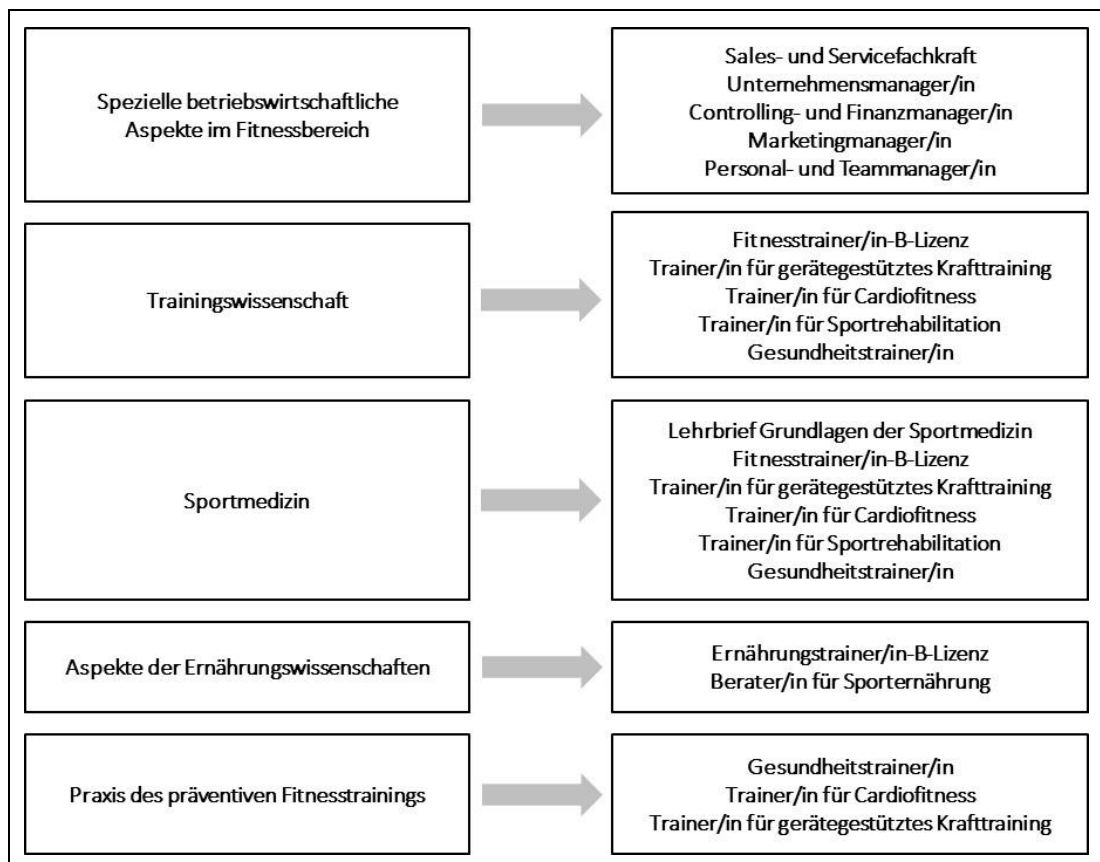 Spezielle betriebswirtschaftliche
Aspekte im Fitnessbereich
Sales- und Servicefachkraft
Unternehmensmanager/in
Controlling- und Finanzmanager/in
Marketingmanager/in
Personal- und Teammanager/in
Trainingswissenschaft
Fitnesstrainer/in-B-Lizenz
Trainer/in für gerätegestütztes Krafttraining
Trainer/in für Cardiofitness
Trainer/in für Sportrehabilitation
Gesundheitstrainer/in
Sportmedizin
Lehrbrief Grundlagen der Sportmedizin
Fitnesstrainer/in-B-Lizenz
Trainer/in für gerätegestütztes Krafttraining
Trainer/in für Cardiofitness
Trainer/in für Sportrehabilitation
Gesundheitstrainer/in
Aspekte der Ernährungswissenschaften
Ernährungstrainer/in-B-Lizenz
Berater/in für Sporternährung
Praxis des präventiven Fitnesstrainings
Gesundheitstrainer/in
Trainer/in für Cardiofitness
Trainer/in für gerätegestütztes Krafttraining